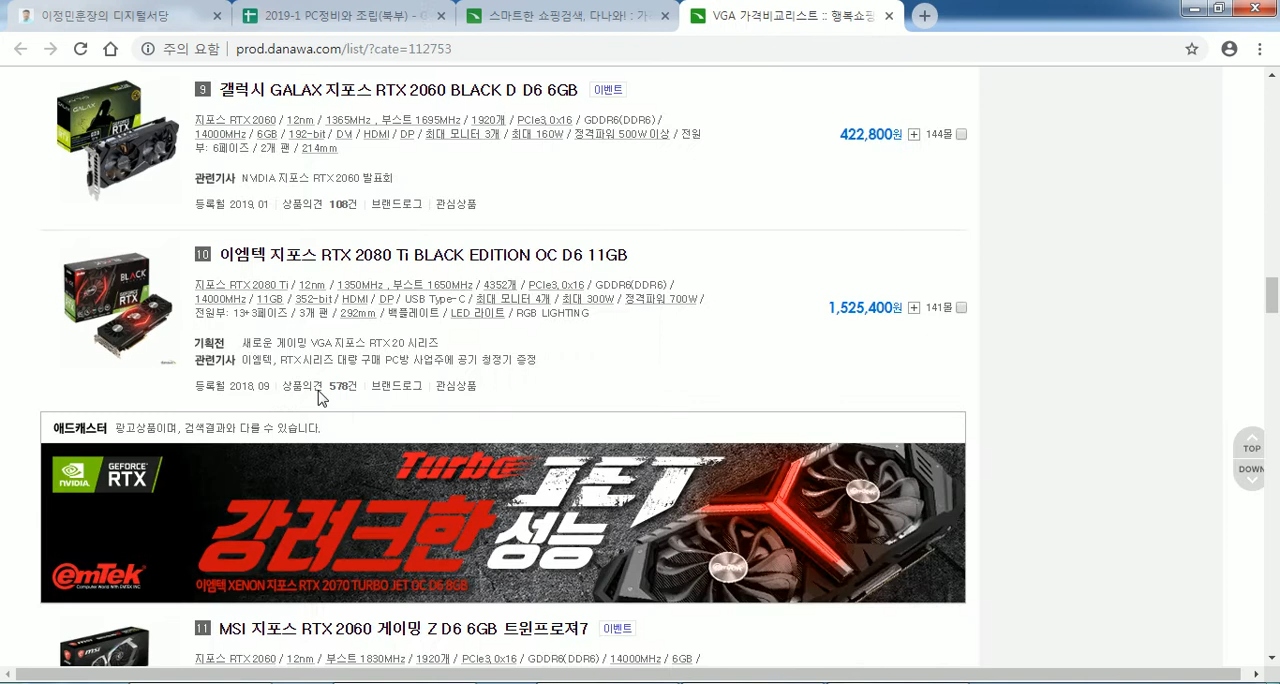 이정민훈장의 디지털서당
2019-1 PC정비와 조립(북부) - G
스마트한 쇼핑검색, 다나와! : 가
VGA 가격비교리스트 :: 행복쇼핑
주의 요함
prod.danawa.com/list/?cate=112753
9 갤럭시 GALAX 지포스 RTX 2060 BLACK D D6 6GB 이벤트
지포스 RTX 2060 / 12nm / 1365MHz , 부스트 1695MHz / 1920개 / PCIe3.0x16 / GDDR6(DDR6) /
14000MHz / 6GB / 192-bit / DVI / HDMI / DP / 최대 모니터 3개 / 최대 160W / 정격파워 500W이상 / 전원
부: 6페이즈 / 2개 팬 / 214mm
422,800원 144몰
관련기사 NVIDIA 지포스 RTX 2060 발표회
등록월 2019.01 상품의견 108건 브랜드로그 관심상품
10 이엠텍 지포스 RTX 2080 Ti BLACK EDITION OC D6 11GB
지포스 RTX 2080 Ti / 12nm / 1350MHz , 부스트 1650MHz / 4352개 / PCIe3.0x16 / GDDR6(DDR6) /
14000MHz / 11GB / 352-bit / HDMI / DP / USB Type-C / 최대 모니터 4개 / 최대 300W / 정격파워 700W /
전원부: 13+3페이즈 / 3개 팬 / 292mm / 백플레이트 / LED 라이트 / RGB LIGHTING
1,525,400원 141몰
기획전 새로운 게이밍 VGA 지포스 RTX 20 시리즈
관련기사 이엠텍, RTX시리즈 대량 구매 PC방 사업주에 공기 청정기 증정
등록월 2018.09 상품의견 578건 브랜드로그 관심상품
애드캐스터 광고상품이며, 검색결과와 다를 수 있습니다.
NVIDIA GEFORCE RTX
Turbo JET
강려크한 성능
emTek
이엠텍 XENON 지포스 RTX 2070 TURBO JET OC D6 8GB
TOP
DOWN
11 MSI 지포스 RTX 2060 게이밍 Z D6 6GB 트윈프로져7 이벤트
지포스 RTX 2060 / 12nm / 부스트 1830MHz / 1920개 / PCIe3.0x16 / GDDR6(DDR6) / 14000MHz / 6GB /